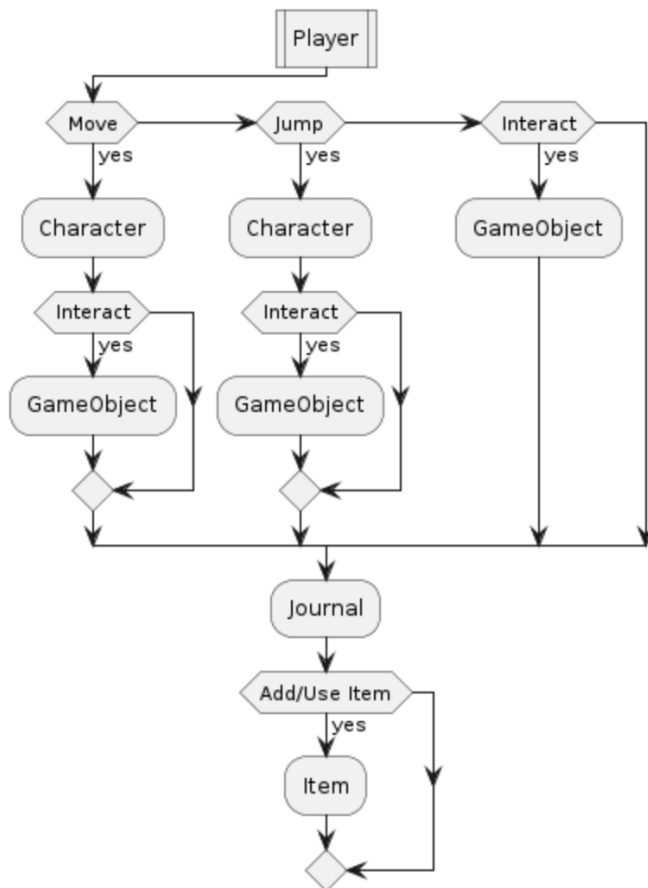 Player
Move
Jump
Interact
yes
yes
yes
Character
Character
GameObject
Interact
Interact
yes
yes
GameObject
GameObject
Journal
Add/Use Item
yes
Item